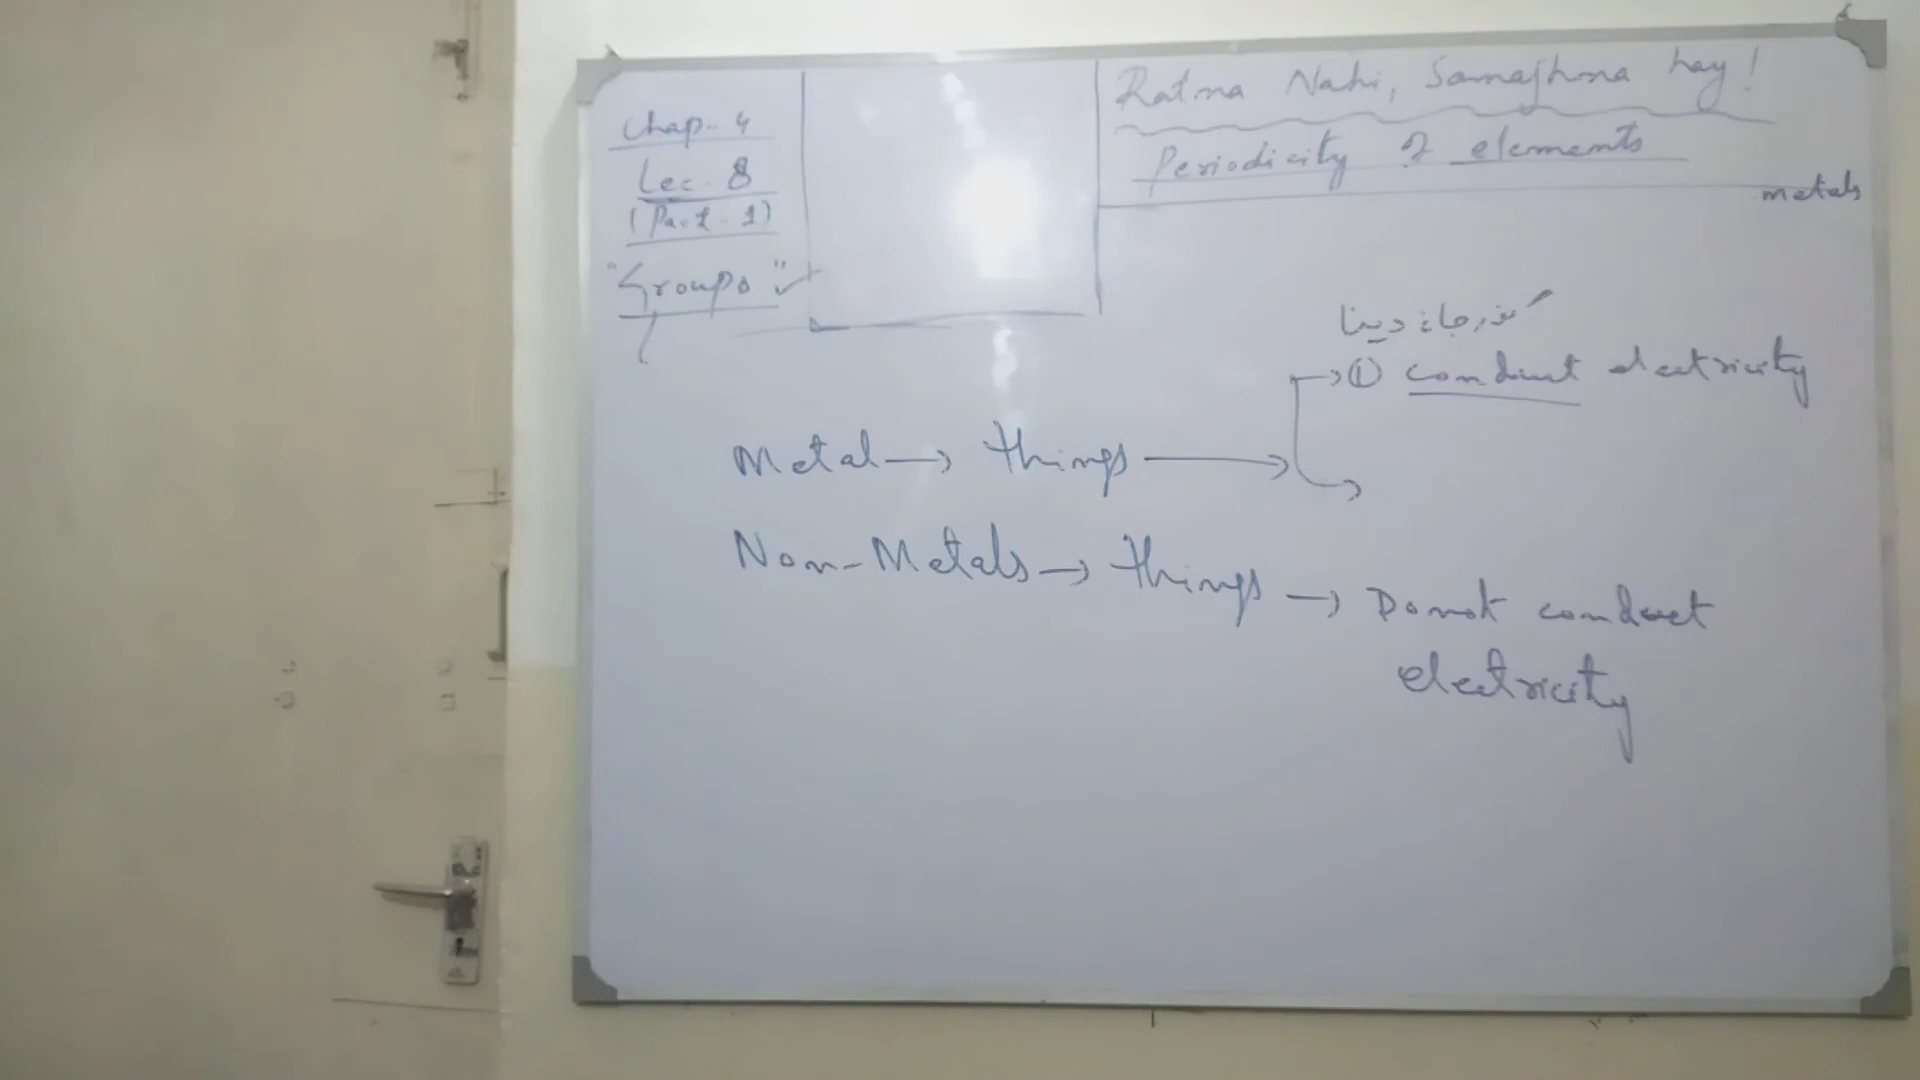 Chap-4
Lec-8
(Part-1)
"Groups"
Ratna Nahi, Samajhna hay!
Periodicity of elements
metals
گزر جانے دینا
① conduct electricity
Metal → things →
Non-Metals → things → Donot conduct
electricity